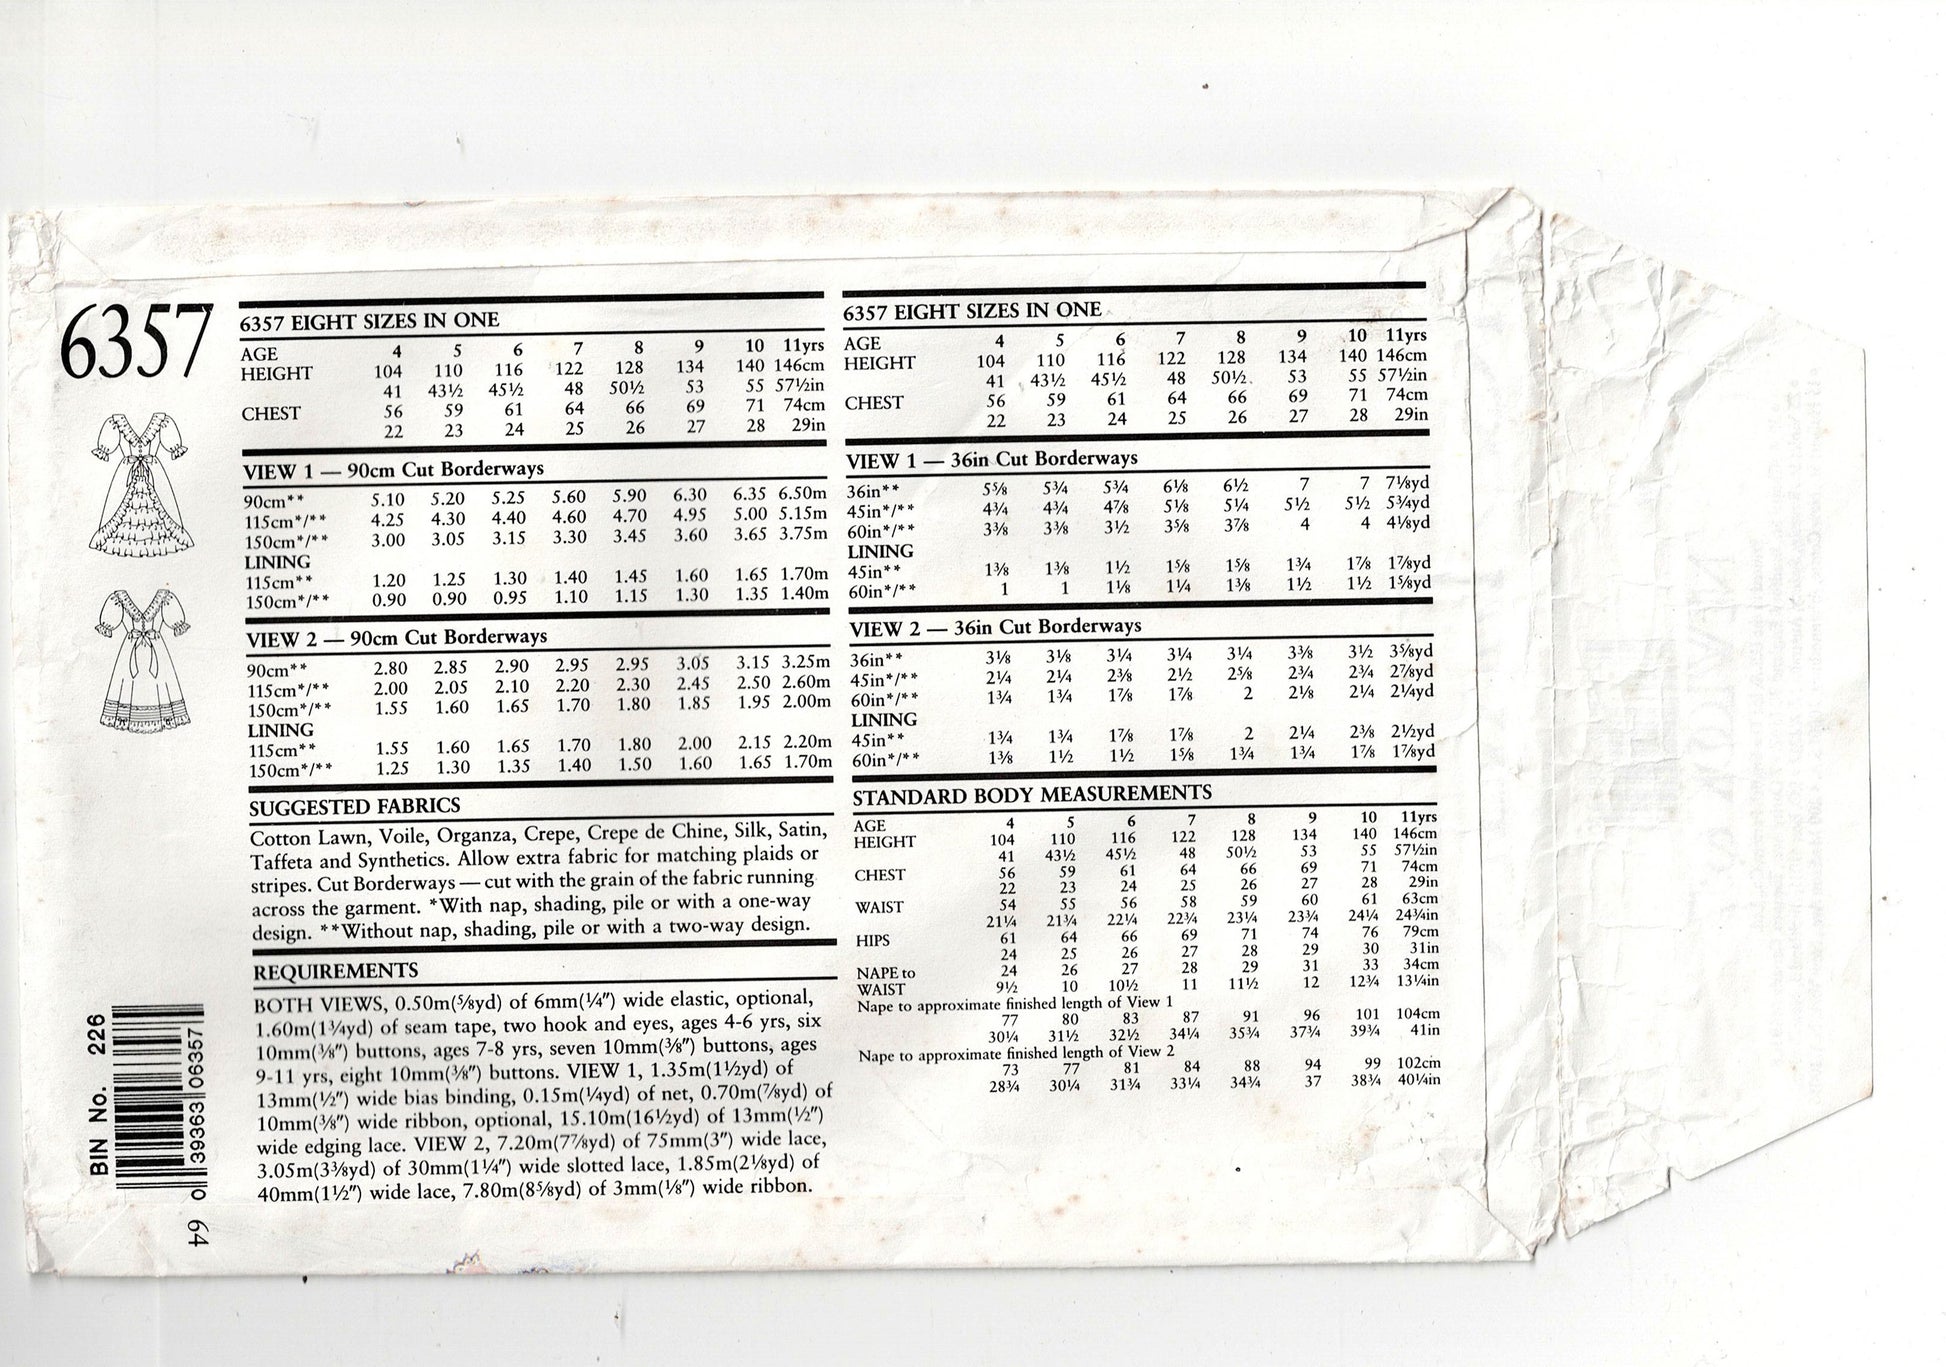 6357
6357 EIGHT SIZES IN ONE
AGE 4 5 6 7 8 9 10 11yrs
HEIGHT 104 110 116 122 128 134 140 146cm
41 43½ 45½ 48 50½ 53 55 57½in
CHEST 56 59 61 64 66 69 71 74cm
22 23 24 25 26 27 28 29in
VIEW 1 — 90cm Cut Borderways
90cm** 5.10 5.20 5.25 5.60 5.90 6.30 6.35 6.50m
115cm*/** 4.25 4.30 4.40 4.60 4.70 4.95 5.00 5.15m
150cm*/** 3.00 3.05 3.15 3.30 3.45 3.60 3.65 3.75m
LINING
115cm** 1.20 1.25 1.30 1.40 1.45 1.60 1.65 1.70m
150cm*/** 0.90 0.90 0.95 1.10 1.15 1.30 1.35 1.40m
VIEW 2 — 90cm Cut Borderways
90cm** 2.80 2.85 2.90 2.95 2.95 3.05 3.15 3.25m
115cm*/** 2.00 2.05 2.10 2.20 2.30 2.45 2.50 2.60m
150cm*/** 1.55 1.60 1.65 1.70 1.80 1.85 1.95 2.00m
LINING
115cm** 1.55 1.60 1.65 1.70 1.80 2.00 2.15 2.20m
150cm*/** 1.25 1.30 1.35 1.40 1.50 1.60 1.65 1.70m
SUGGESTED FABRICS
Cotton Lawn, Voile, Organza, Crepe, Crepe de Chine, Silk, Satin,
Taffeta and Synthetics. Allow extra fabric for matching plaids or
stripes. Cut Borderways — cut with the grain of the fabric running
across the garment. *With nap, shading, pile or with a one-way
design. **Without nap, shading, pile or with a two-way design.
REQUIREMENTS
BOTH VIEWS, 0.50m(⅝yd) of 6mm(¼") wide elastic, optional,
1.60m(1¾yd) of seam tape, two hook and eyes, ages 4-6 yrs, six
10mm(⅜") buttons, ages 7-8 yrs, seven 10mm(⅜") buttons, ages
9-11 yrs, eight 10mm(⅜") buttons. VIEW 1, 1.35m(1½yd) of
13mm(½") wide bias binding, 0.15m(¼yd) of net, 0.70m(⅞yd) of
10mm(⅜") wide ribbon, optional, 15.10m(16½yd) of 13mm(½")
wide edging lace. VIEW 2, 7.20m(7⅞yd) of 75mm(3") wide lace,
3.05m(3⅜yd) of 30mm(1¼") wide slotted lace, 1.85m(2⅛yd) of
40mm(1½") wide lace, 7.80m(8⅝yd) of 3mm(⅛") wide ribbon.
6357 EIGHT SIZES IN ONE
AGE 4 5 6 7 8 9 10 11yrs
HEIGHT 104 110 116 122 128 134 140 146cm
41 43½ 45½ 48 50½ 53 55 57½in
CHEST 56 59 61 64 66 69 71 74cm
22 23 24 25 26 27 28 29in
VIEW 1 — 36in Cut Borderways
36in** 5⅝ 5¾ 5¾ 6⅛ 6½ 7 7 7⅛yd
45in*/** 4¾ 4¾ 4⅞ 5⅛ 5¼ 5½ 5½ 5¾yd
60in*/** 3⅜ 3⅜ 3½ 3⅝ 3⅞ 4 4 4⅛yd
LINING
45in** 1⅜ 1⅜ 1½ 1⅝ 1⅝ 1¾ 1⅞ 1⅞yd
60in*/** 1 1 1⅛ 1¼ 1⅜ 1½ 1½ 1⅝yd
VIEW 2 — 36in Cut Borderways
36in** 3⅛ 3⅛ 3¼ 3¼ 3¼ 3⅜ 3½ 3⅝yd
45in*/** 2¼ 2¼ 2⅜ 2½ 2⅝ 2¾ 2¾ 2⅞yd
60in*/** 1¾ 1¾ 1⅞ 1⅞ 2 2⅛ 2¼ 2¼yd
LINING
45in** 1¾ 1¾ 1⅞ 1⅞ 2 2¼ 2⅜ 2½yd
60in*/** 1⅜ 1½ 1½ 1⅝ 1¾ 1¾ 1⅞ 1⅞yd
STANDARD BODY MEASUREMENTS
AGE 4 5 6 7 8 9 10 11yrs
HEIGHT 104 110 116 122 128 134 140 146cm
41 43½ 45½ 48 50½ 53 55 57½in
CHEST 56 59 61 64 66 69 71 74cm
22 23 24 25 26 27 28 29in
WAIST 54 55 56 58 59 60 61 63cm
21¼ 21¾ 22¼ 22¾ 23¼ 23¾ 24¼ 24¾in
HIPS 61 64 66 69 71 74 76 79cm
24 25 26 27 28 29 30 31in
NAPE to 24 26 27 28 29 31 33 34cm
WAIST 9½ 10 10½ 11 11½ 12 12¾ 13¼in
Nape to approximate finished length of View 1
77 80 83 87 91 96 101 104cm
30¼ 31½ 32½ 34¼ 35¾ 37¾ 39¾ 41in
Nape to approximate finished length of View 2
73 77 81 84 88 94 99 102cm
28¾ 30¼ 31¾ 33¼ 34¾ 37 38¾ 40¼in
BIN No. 226
0 39363 06357
64